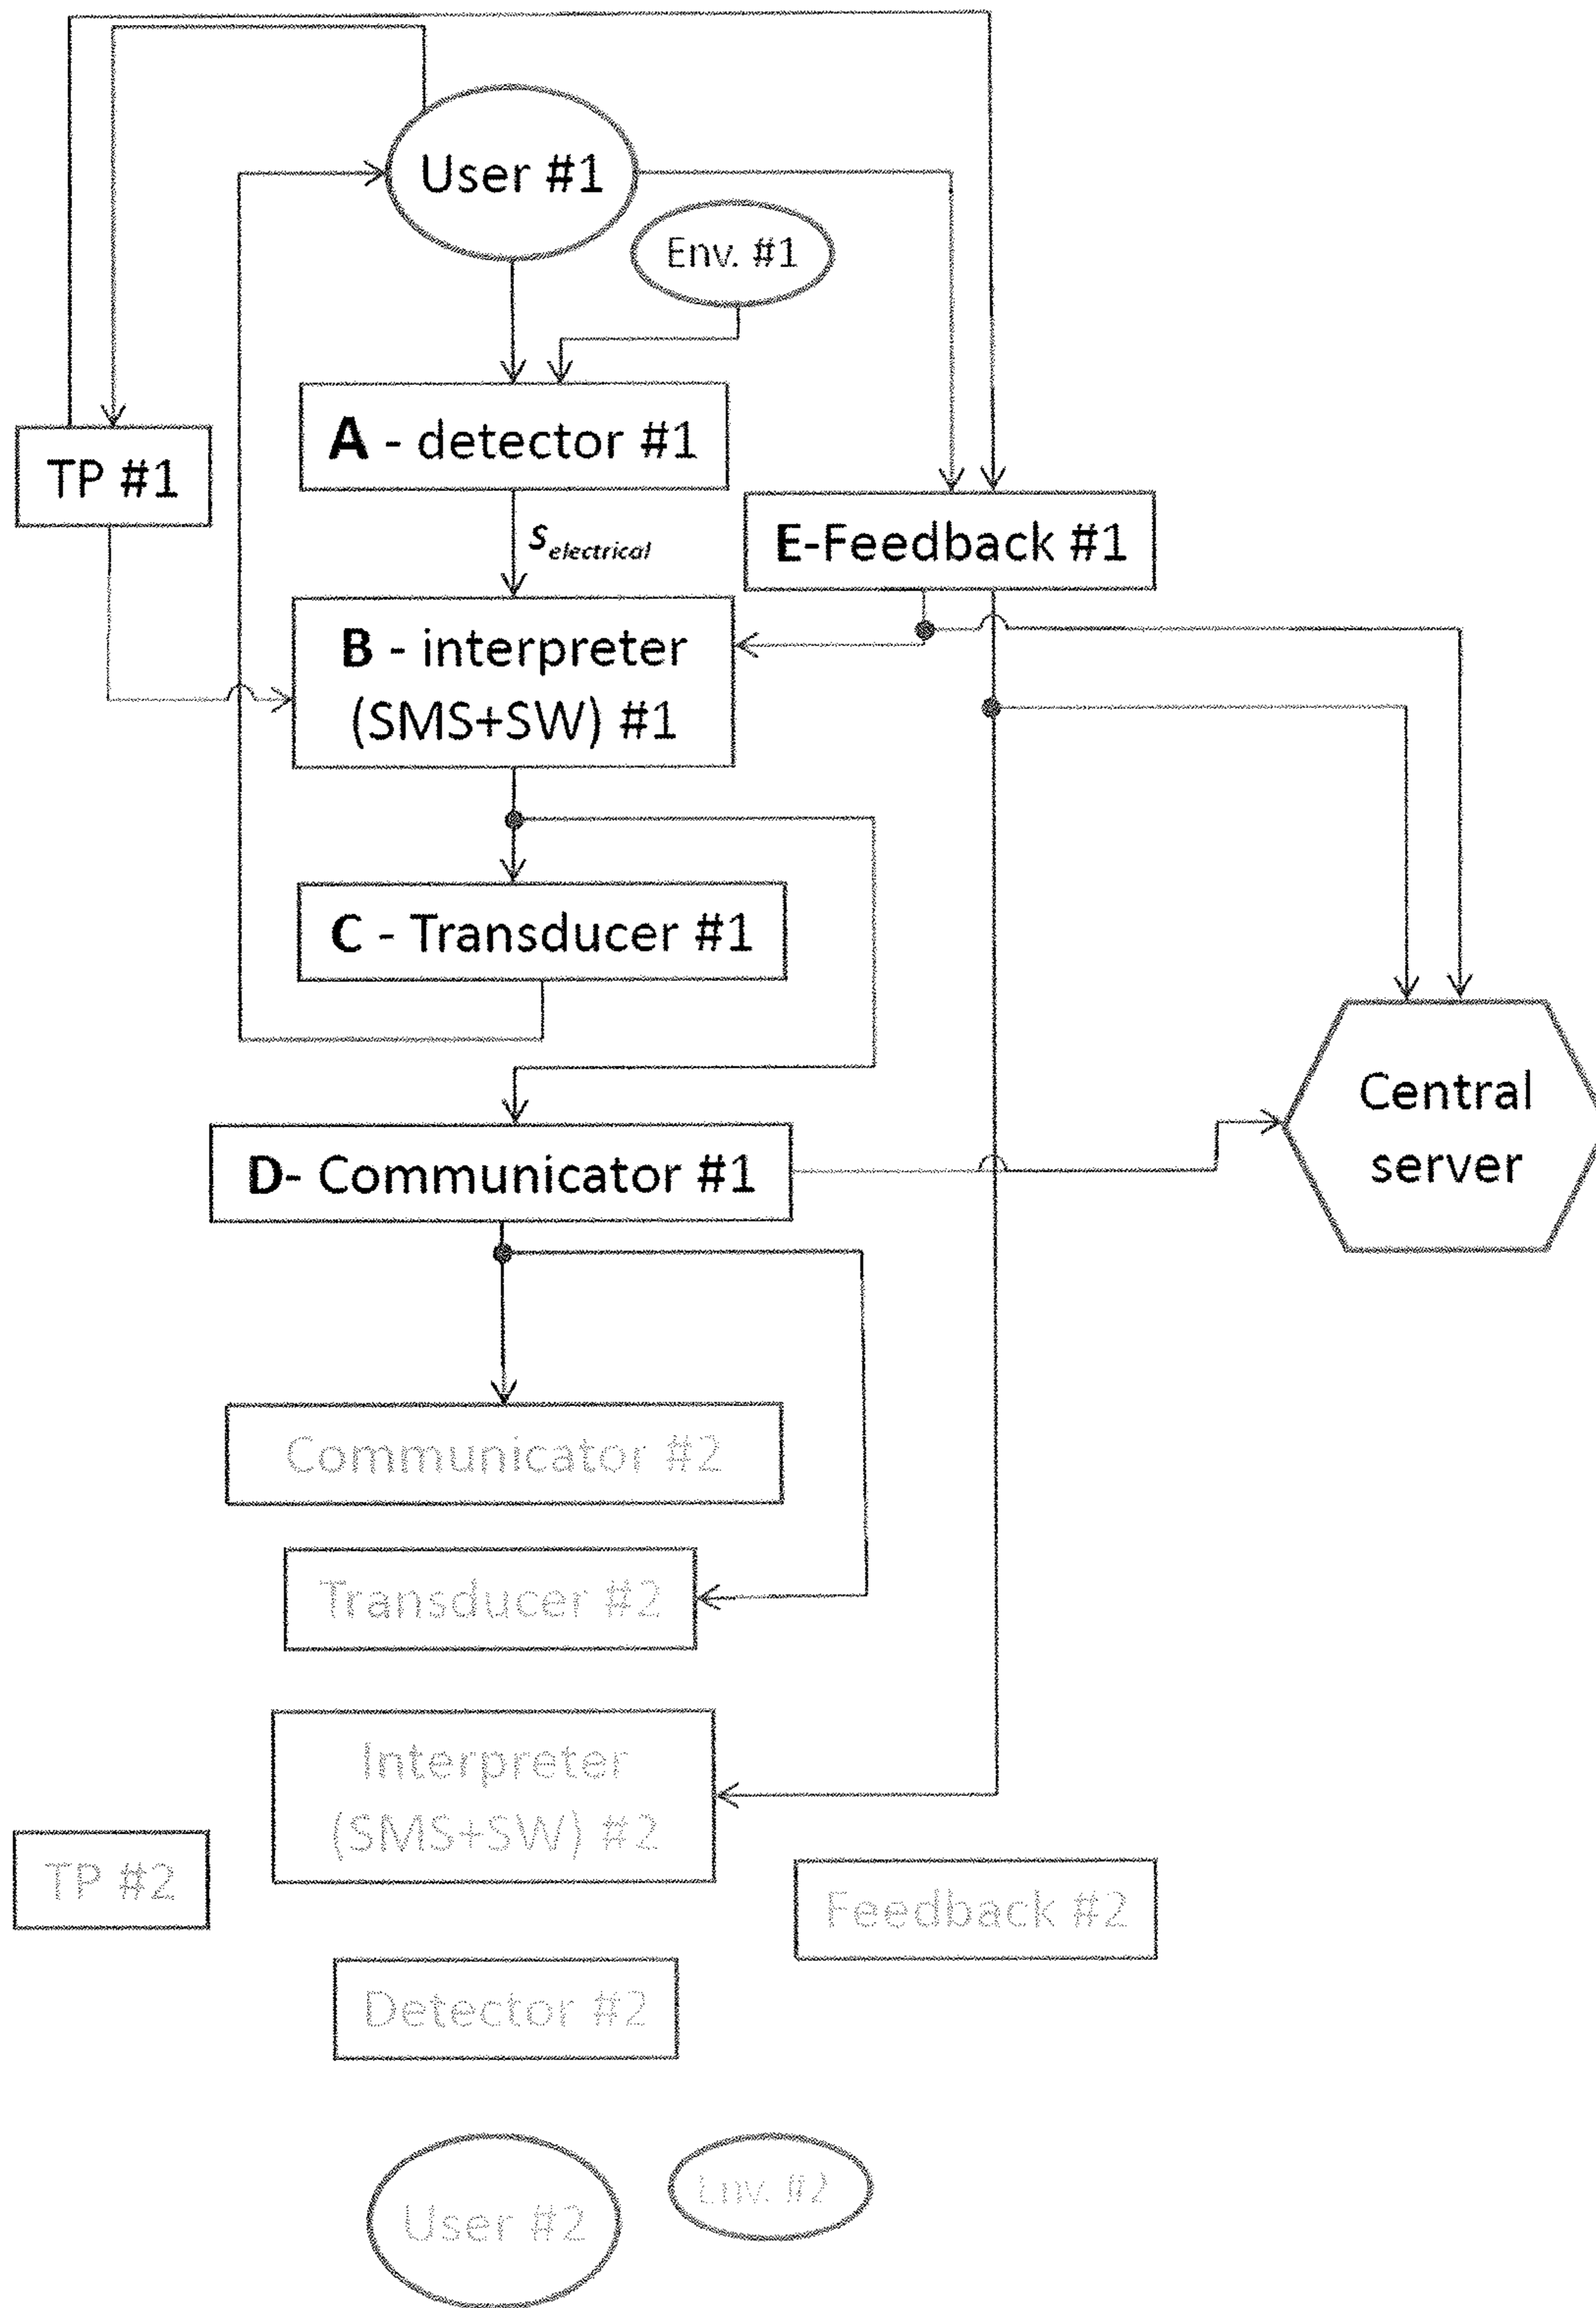 User #1
Env. #1
A - detector #1
TP #1
S electrical
E-Feedback #1
B - interpreter
(SMS+SW) #1
C - Transducer #1
Central
server
D- Communicator #1
Communicator #2
Transducer #2
Interpreter
(SMS+SW) #2
TP #2
Feedback #2
Detector #2
Env. #2
User #2